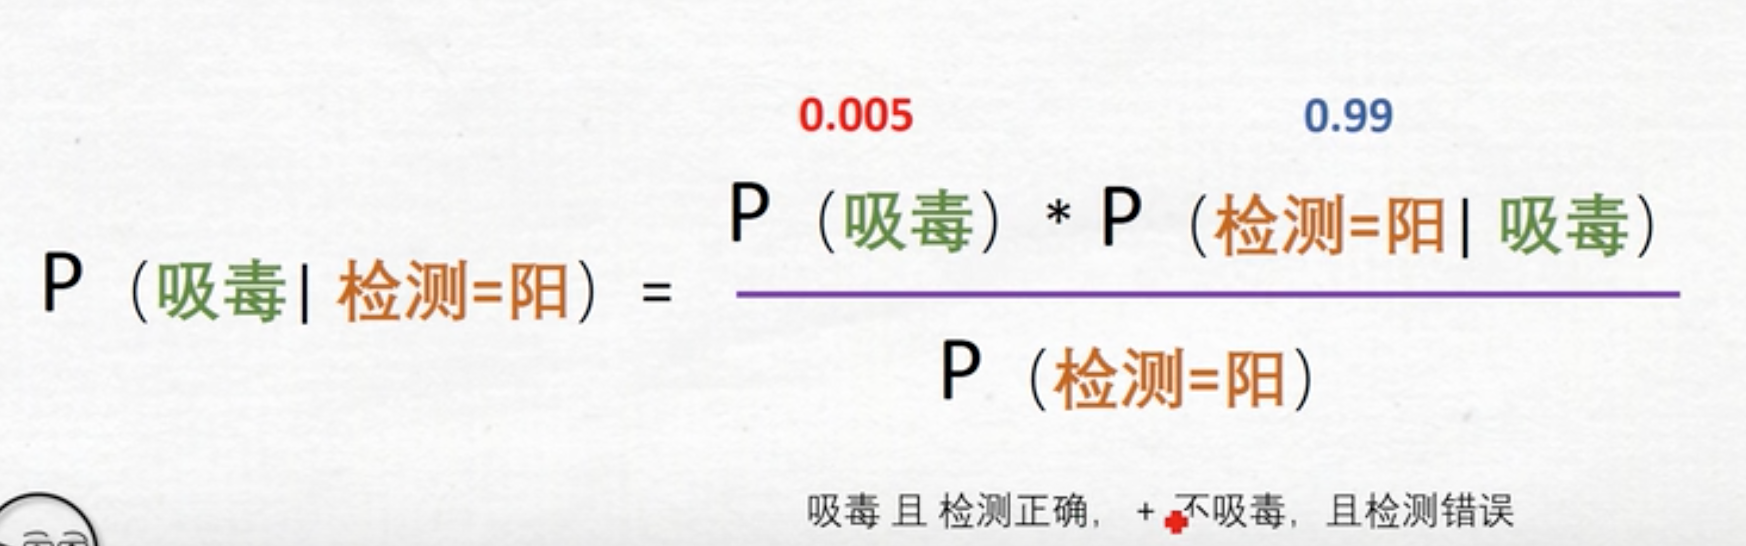 0.005 0.99
P（吸毒）* P（检测=阳| 吸毒）
P（吸毒| 检测=阳）=
P（检测=阳）
吸毒 且 检测正确， + 不吸毒，且检测错误